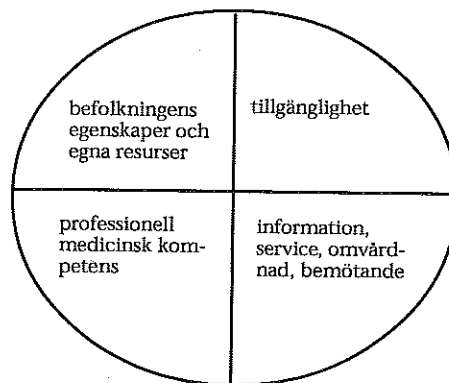 befolkningens
egenskaper och
egna resurser
tillgänglighet
professionell
medicinsk kom-
petens
information,
service, omvård-
nad, bemötande